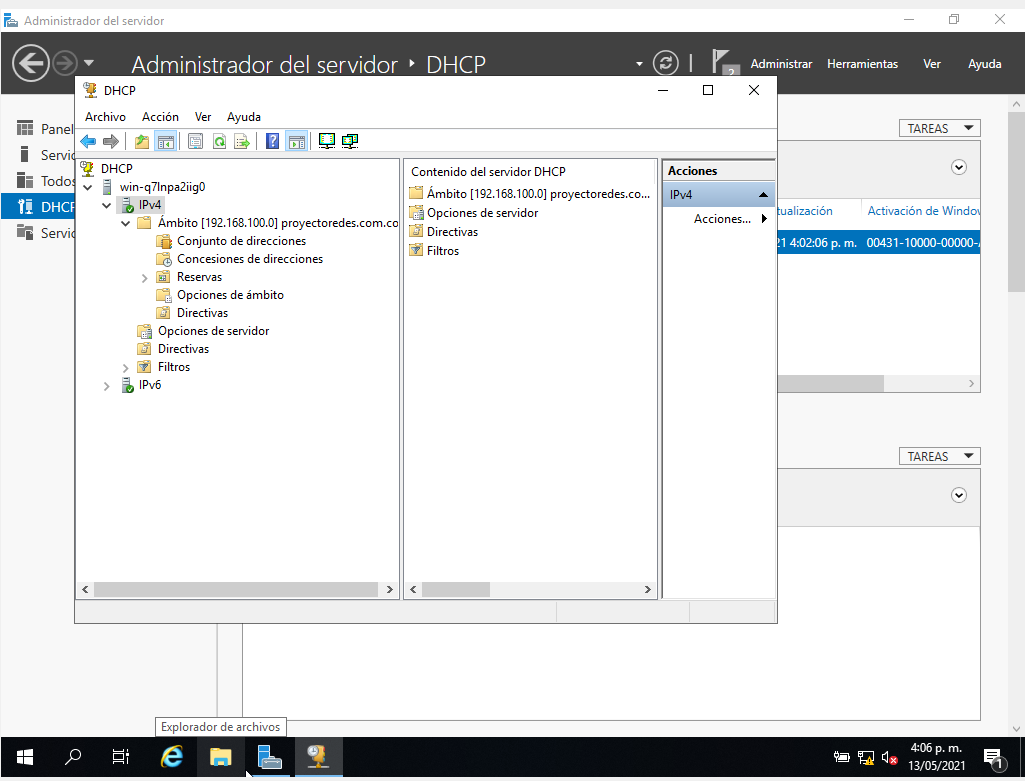 Administrador del servidor
Administrador del servidor
DHCP
Administrar
Herramientas
Ver
Ayuda
DHCP
Archivo
Acción
Ver
Ayuda
Panel
Servic
Todos
DHCP
Servic
DHCP
win-q7lnpa2iig0
IPv4
Ámbito [192.168.100.0] proyectoredes.com.co
Conjunto de direcciones
Concesiones de direcciones
Reservas
Opciones de ámbito
Directivas
Opciones de servidor
Directivas
Filtros
IPv6
Contenido del servidor DHCP
Ámbito [192.168.100.0] proyectoredes.co...
Opciones de servidor
Directivas
Filtros
Acciones
IPv4
Acciones...
TAREAS
tualización
Activación de Window
21 4:02:06 p. m.
00431-10000-00000-
TAREAS
Explorador de archivos
4:06 p. m.
13/05/2021
1